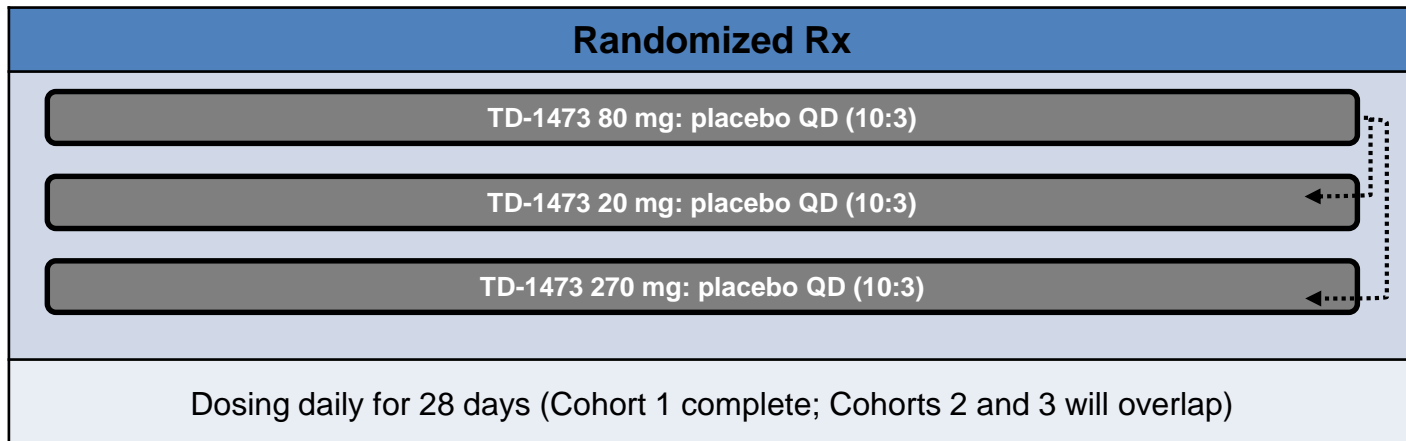 Randomized Rx
TD-1473 80 mg: placebo QD (10:3)
TD-1473 20 mg: placebo QD (10:3)
TD-1473 270 mg: placebo QD (10:3)
Dosing daily for 28 days (Cohort 1 complete; Cohorts 2 and 3 will overlap)